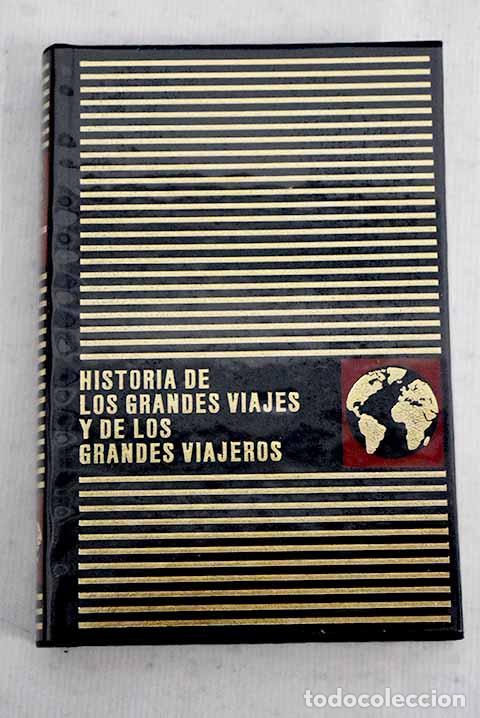 HISTORIA DE
LOS GRANDES VIAJES
Y DE LOS
GRANDES VIAJEROS
todocoleccion